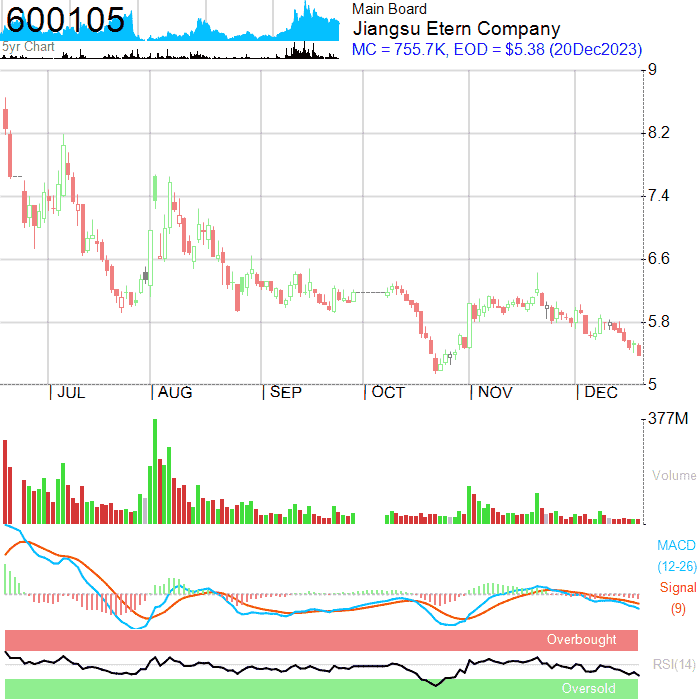 600105
5yr Chart
Main Board
Jiangsu Etern Company
MC = 755.7K, EOD = $5.38 (20Dec2023)
9
8.2
7.4
6.6
5.8
5
JUL AUG SEP OCT NOV DEC
377M
Volume
MACD
(12-26)
Signal
(9)
Overbought
RSI(14)
Oversold